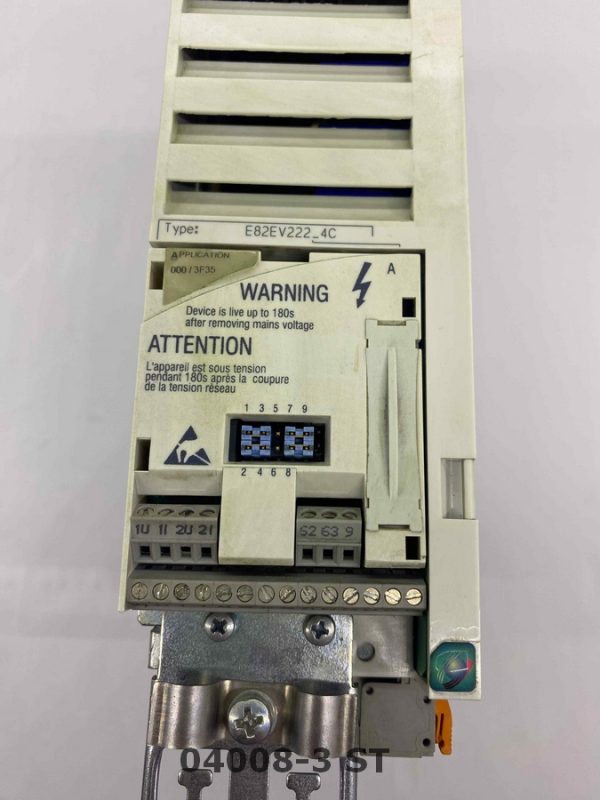 Type: E82EV222_4C
APPLICATION
000 / 3F35
A
WARNING
Device is live up to 180s
after removing mains voltage
ATTENTION
L'appareil est sous tension
pendant 180s après la coupure
de la tension réseau
1 3 5 7 9
2 4 6 8
1U 1I 2U 2I
62 63 9
04008-3 ST